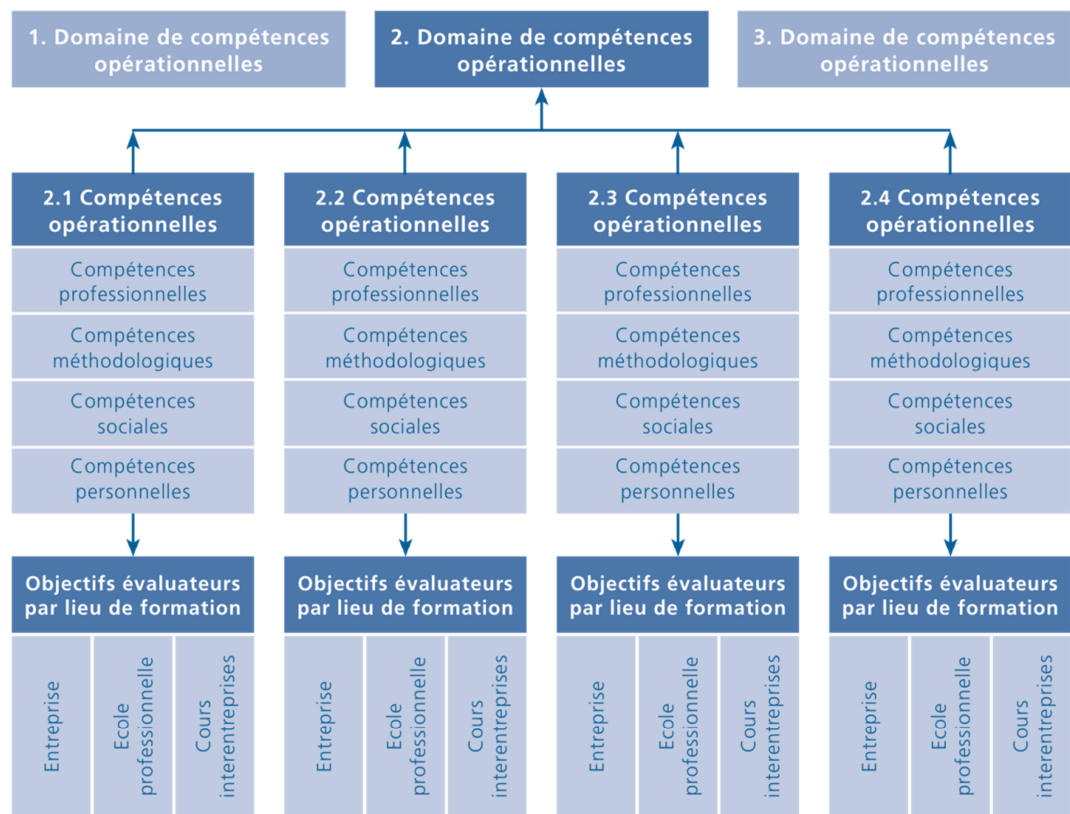 1. Domaine de compétences
opérationnelles
2. Domaine de compétences
opérationnelles
3. Domaine de compétences
opérationnelles
2.1 Compétences
opérationnelles
2.2 Compétences
opérationnelles
2.3 Compétences
opérationnelles
2.4 Compétences
opérationnelles
Compétences
professionnelles
Compétences
professionnelles
Compétences
professionnelles
Compétences
professionnelles
Compétences
méthodologiques
Compétences
méthodologiques
Compétences
méthodologiques
Compétences
méthodologiques
Compétences
sociales
Compétences
sociales
Compétences
sociales
Compétences
sociales
Compétences
personnelles
Compétences
personnelles
Compétences
personnelles
Compétences
personnelles
Objectifs évaluateurs
par lieu de formation
Objectifs évaluateurs
par lieu de formation
Objectifs évaluateurs
par lieu de formation
Objectifs évaluateurs
par lieu de formation
Entreprise
Ecole
professionnelle
Cours
interentreprises
Entreprise
Ecole
professionnelle
Cours
interentreprises
Entreprise
Ecole
professionnelle
Cours
interentreprises
Entreprise
Ecole
professionnelle
Cours
interentreprises